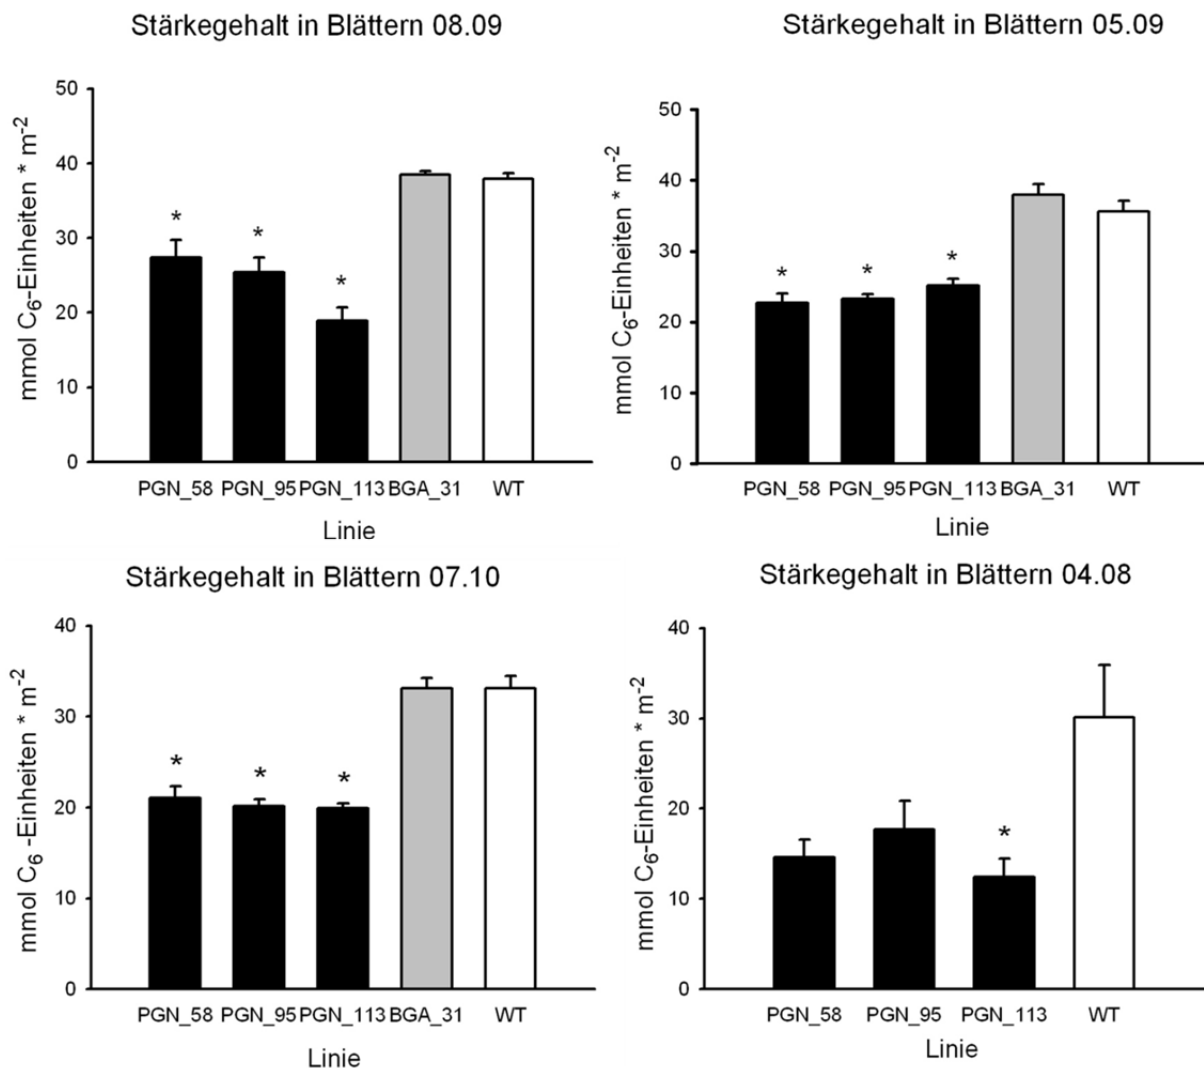 Stärkegehalt in Blättern 08.09
mmol C6-Einheiten * m-2
50
40
30
20
10
0
*
*
*
PGN_58 PGN_95 PGN_113 BGA_31 WT
Linie
Stärkegehalt in Blättern 05.09
mmol C6-Einheiten * m-2
50
40
30
20
10
0
*
*
*
PGN_58 PGN_95 PGN_113 BGA_31 WT
Linie
Stärkegehalt in Blättern 07.10
mmol C6 -Einheiten * m-2
40
30
20
10
0
*
*
*
PGN_58 PGN_95 PGN_113 BGA_31 WT
Linie
Stärkegehalt in Blättern 04.08
mmol C6-Einheiten * m-2
40
30
20
10
0
*
PGN_58 PGN_95 PGN_113 WT
Linie